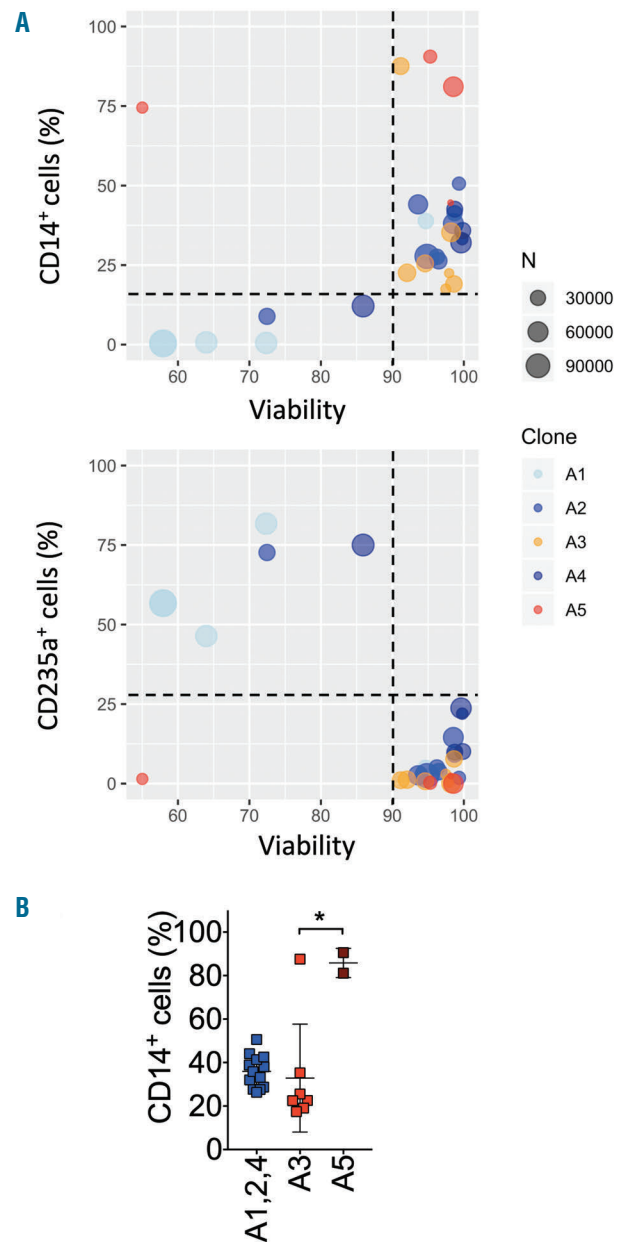 A
CD14+ cells (%)
100
75
50
25
0
60 70 80 90 100
Viability
N
30000
60000
90000
Clone
A1
A2
A3
A4
A5
CD235a+ cells (%)
100
75
50
25
0
60 70 80 90 100
Viability
B
CD14+ cells (%)
100
80
60
40
20
0
*
A1,2,4
A3
A5